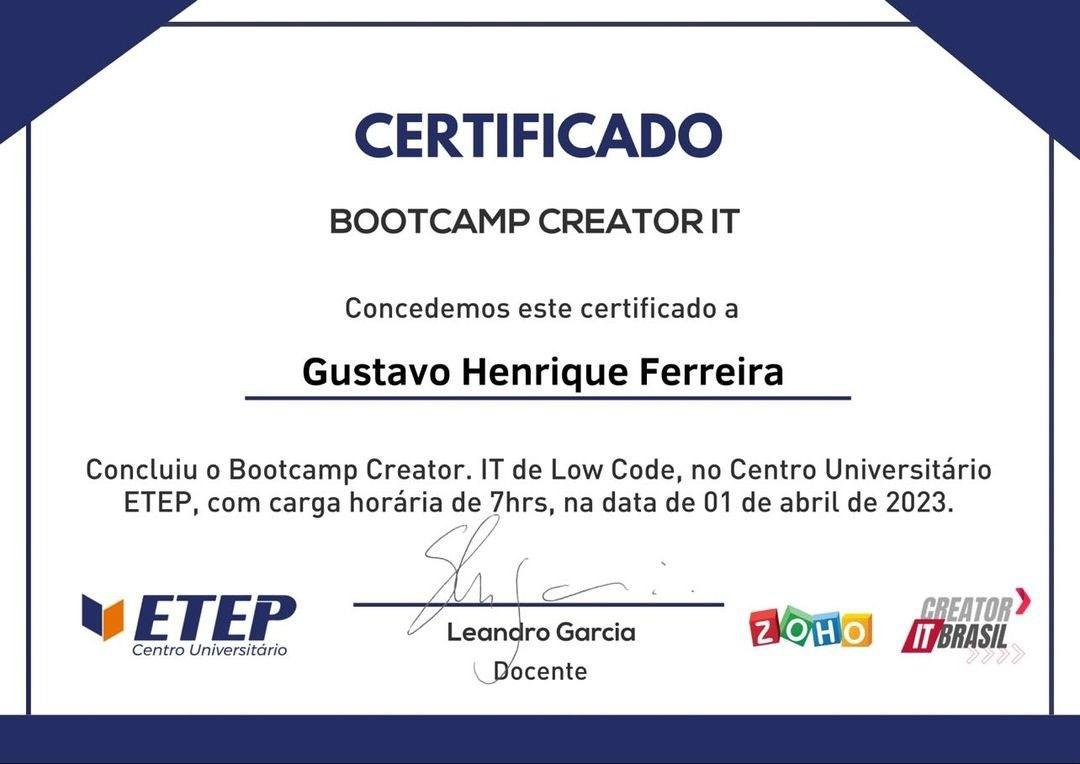 CERTIFICADO
BOOTCAMP CREATOR IT
Concedemos este certificado a
Gustavo Henrique Ferreira
Concluiu o Bootcamp Creator. IT de Low Code, no Centro Universitário
ETEP, com carga horária de 7hrs, na data de 01 de abril de 2023.
Leandro Garcia
Docente
ETEP
Centro Universitário
ZOHO
CREATOR
IT BRASIL